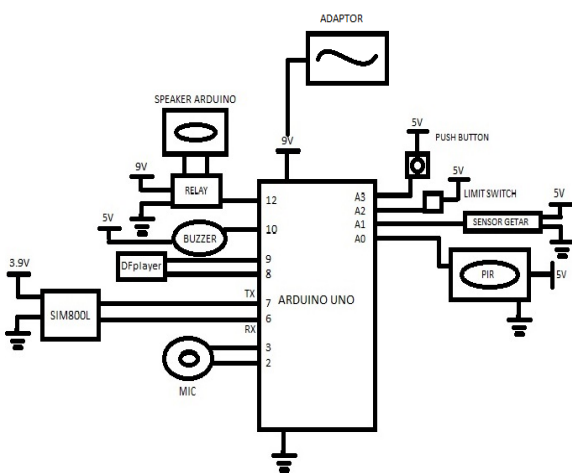 ADAPTOR
SPEAKER ARDUINO
9V
5V
PUSH BUTTON
9V
RELAY
12
A3
5V
LIMIT SWITCH
A2
5V
A1
SENSOR GETAR
5V
BUZZER
10
A0
DFplayer
9
8
PIR
5V
3.9V
SIM800L
TX
7
ARDUINO UNO
6
RX
3
2
MIC